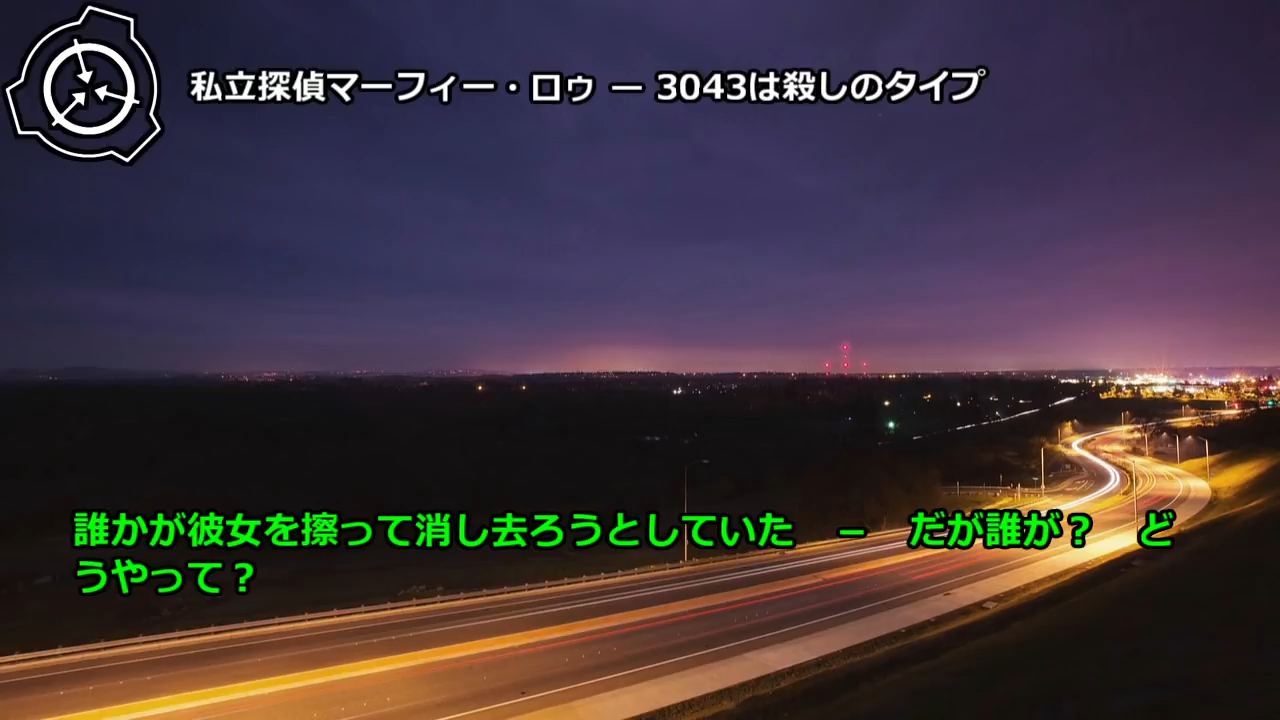 私立探偵マーフィー・ロゥ — 3043は殺しのタイプ
誰かが彼女を擦って消し去ろうとしていた　–　だが誰が？　ど
うやって？